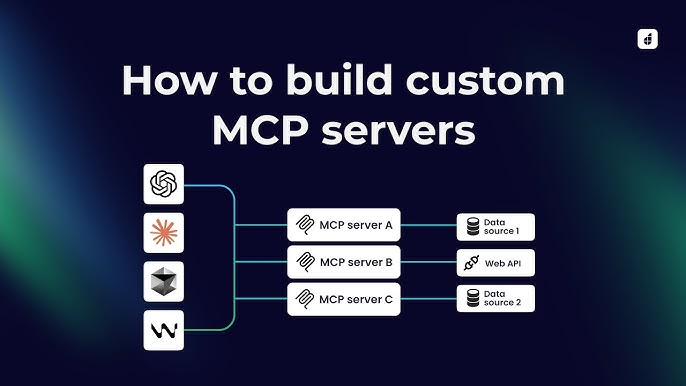 How to build custom
MCP servers
MCP server A
Data
source 1
MCP server B
Web API
MCP server C
Data
source 2